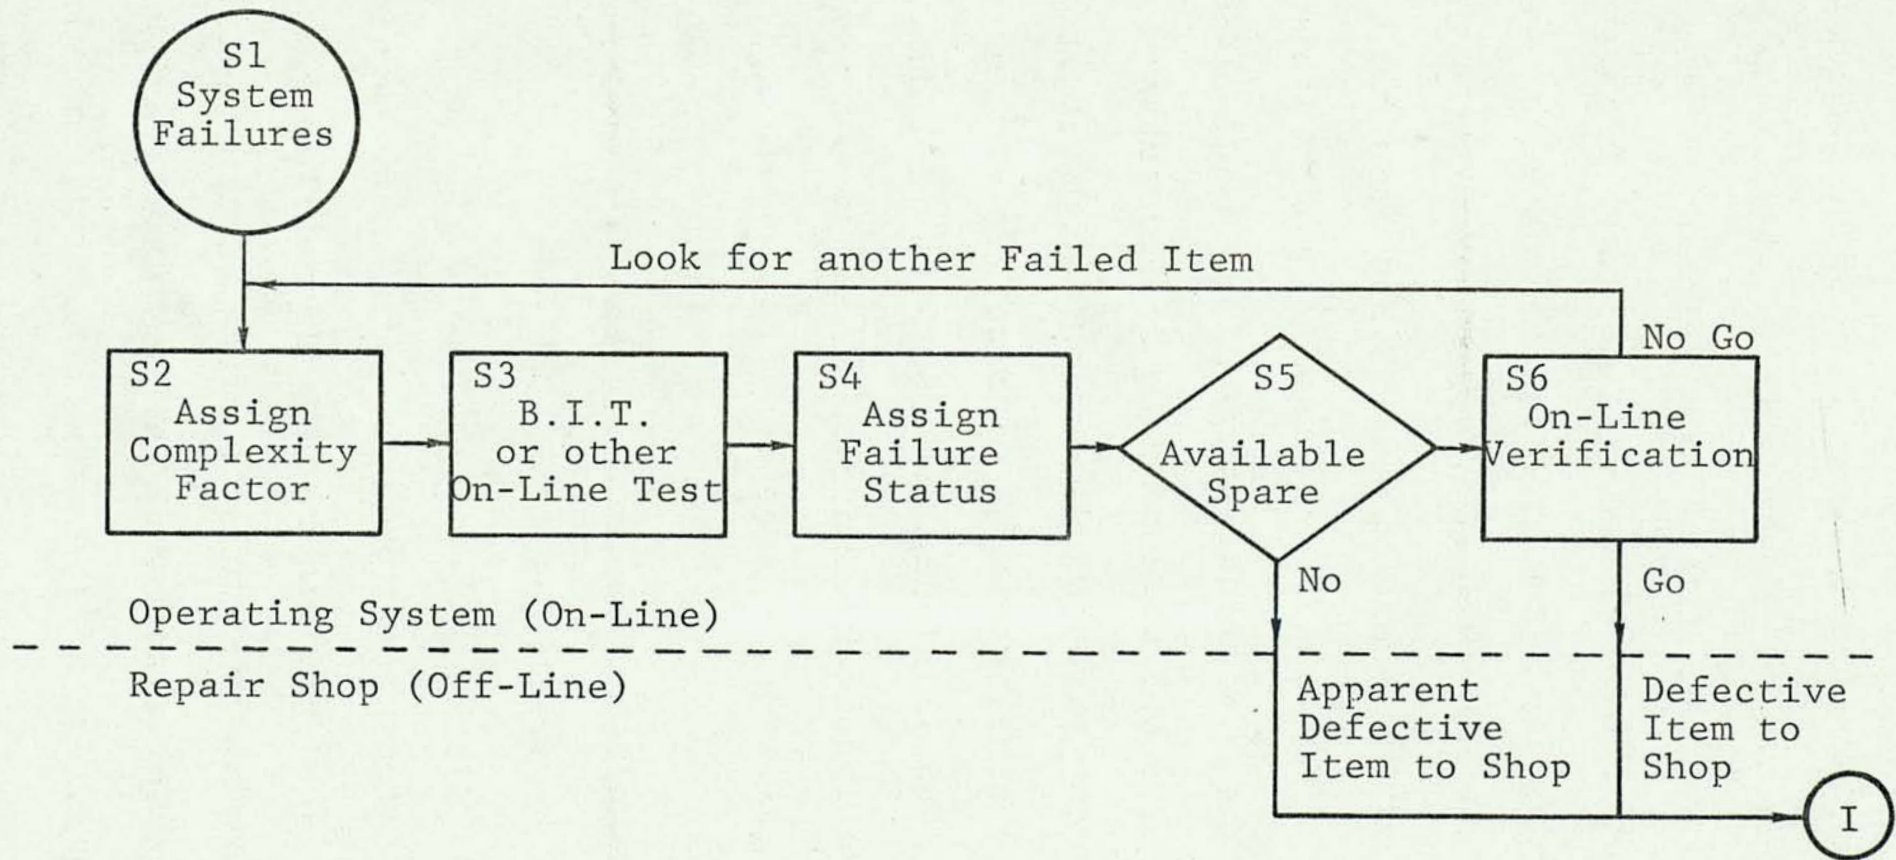 S1
System
Failures
Look for another Failed Item
No Go
S2
Assign
Complexity
Factor
S3
B.I.T.
or other
On-Line Test
S4
Assign
Failure
Status
S5
Available
Spare
S6
On-Line
Verification
No
Go
Operating System (On-Line)
Repair Shop (Off-Line)
Apparent
Defective
Item to Shop
Defective
Item to
Shop
I